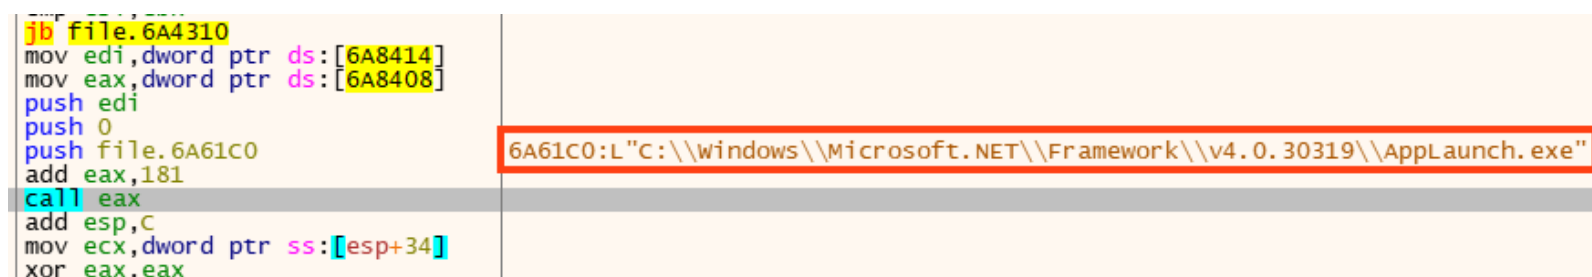 jb file.6A4310
mov edi,dword ptr ds:[6A8414]
mov eax,dword ptr ds:[6A8408]
push edi
push 0
push file.6A61C0 6A61C0:L"C:\\Windows\\Microsoft.NET\\Framework\\v4.0.30319\\AppLaunch.exe"
add eax,181
call eax
add esp,C
mov ecx,dword ptr ss:[esp+34]
xor eax,eax